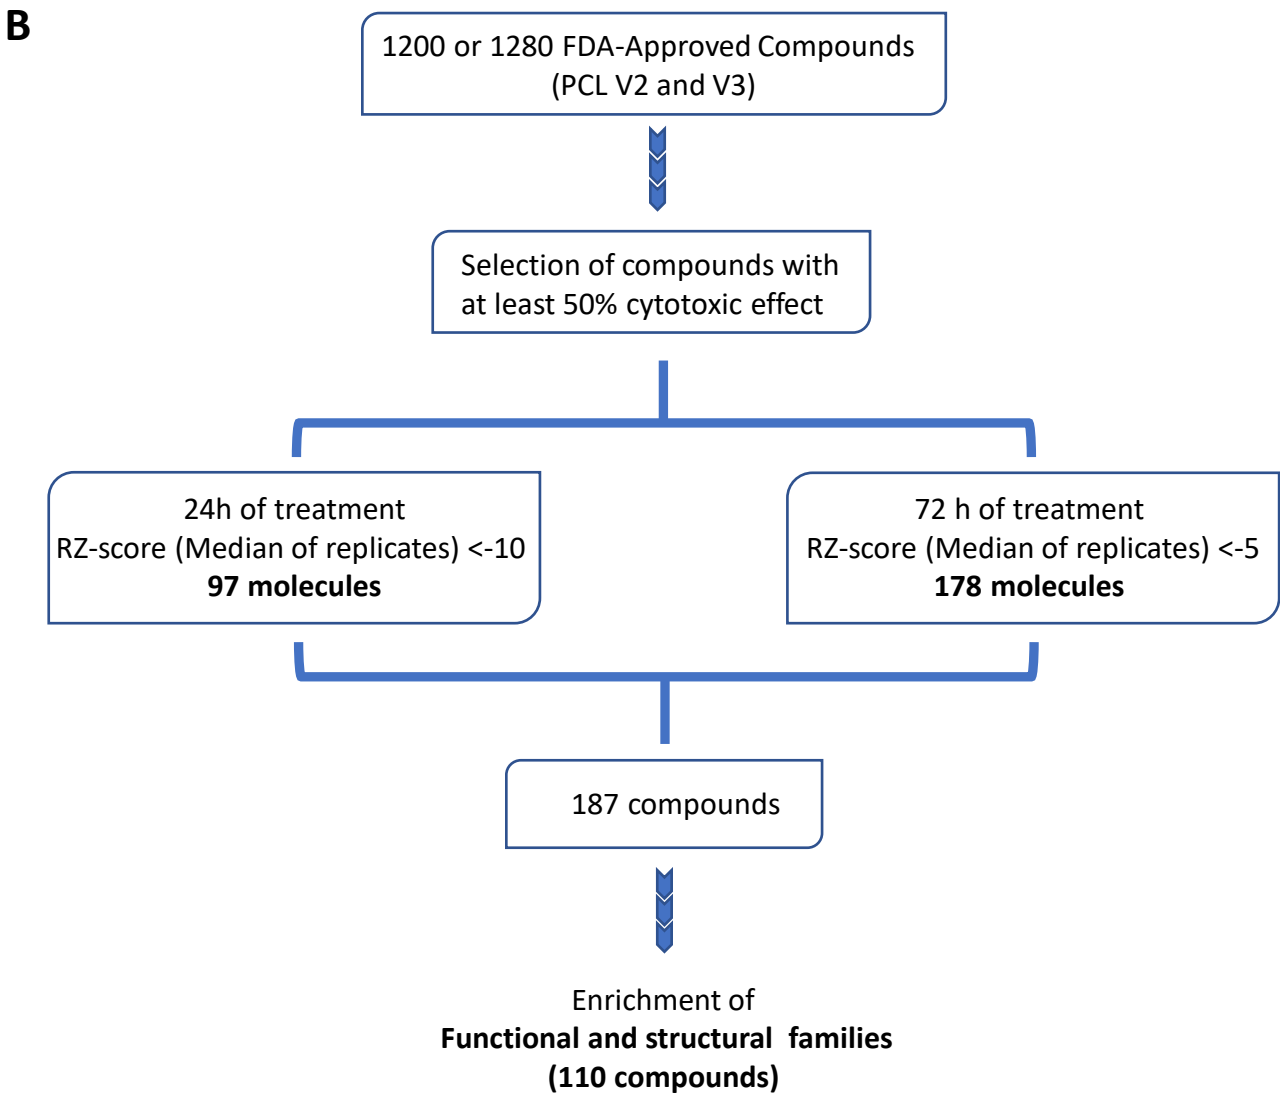 B
1200 or 1280 FDA-Approved Compounds
(PCL V2 and V3)
Selection of compounds with
at least 50% cytotoxic effect
24h of treatment
RZ-score (Median of replicates) <-10
97 molecules
72 h of treatment
RZ-score (Median of replicates) <-5
178 molecules
187 compounds
Enrichment of
Functional and structural families
(110 compounds)